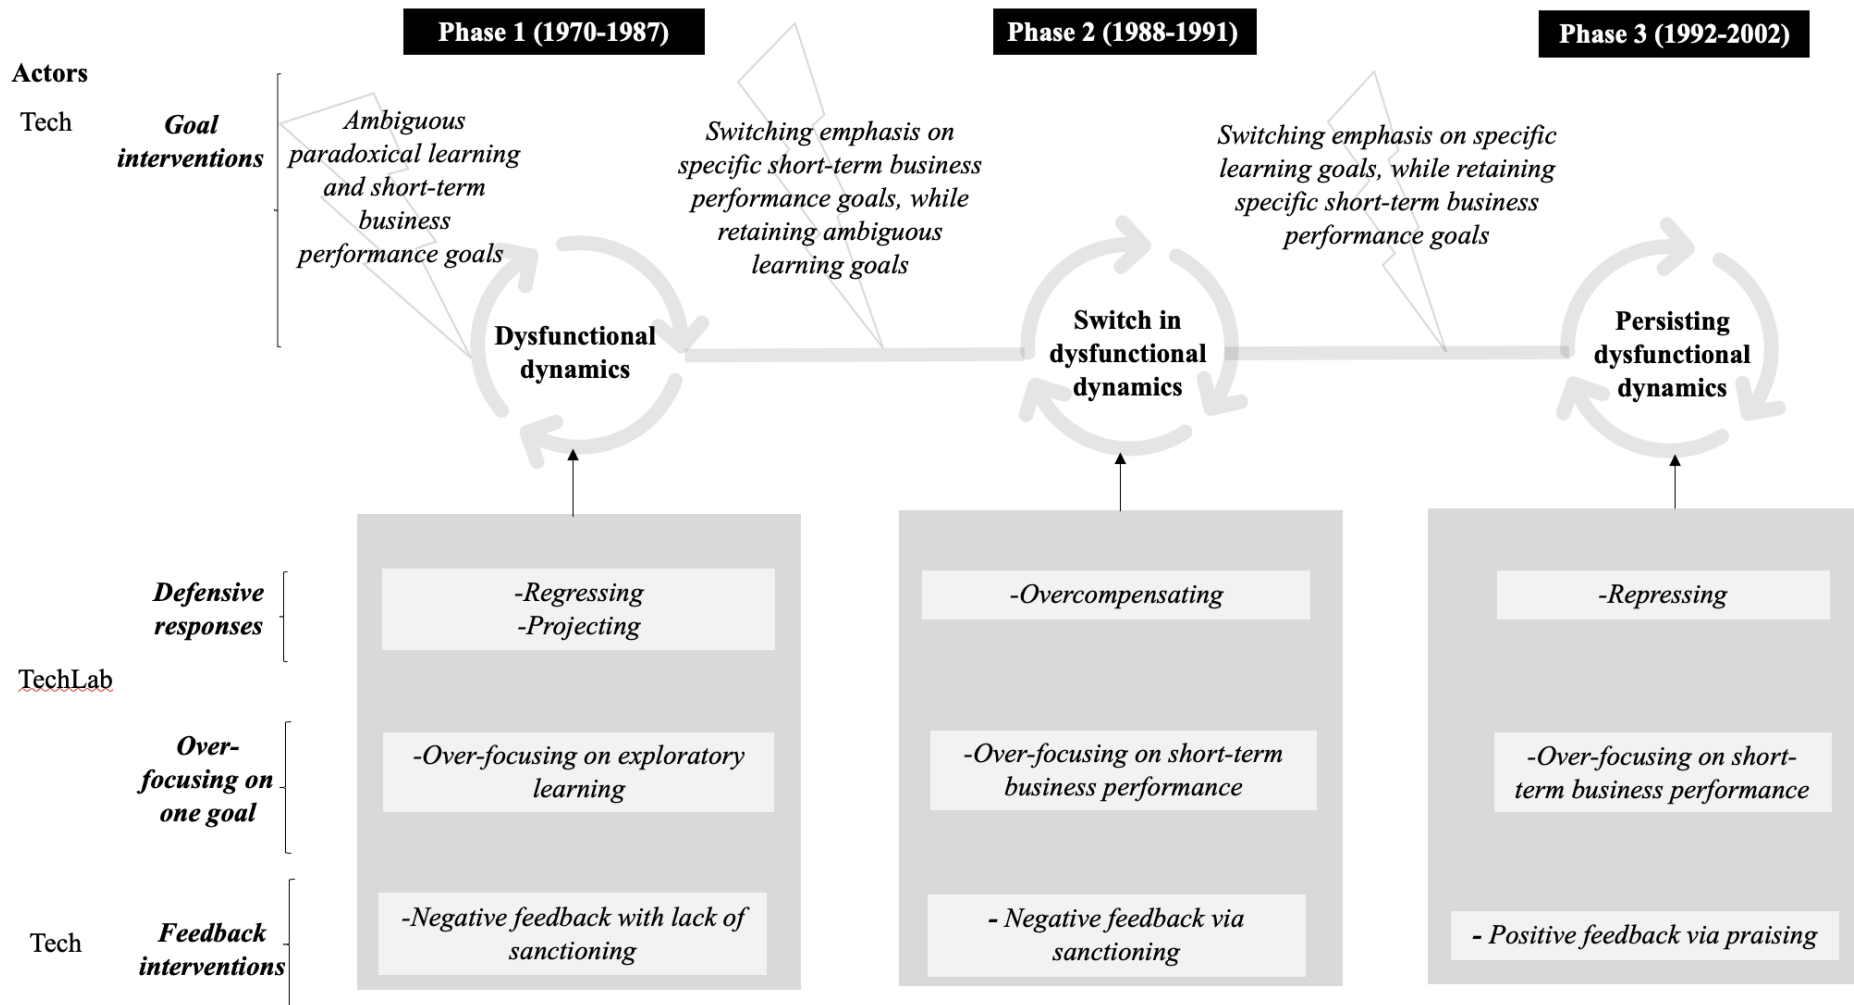 Phase 1 (1970-1987)
Phase 2 (1988-1991)
Phase 3 (1992-2002)
Actors
Tech
Goal
interventions
Ambiguous
paradoxical learning
and short-term
business
performance goals
Switching emphasis on
specific short-term business
performance goals, while
retaining ambiguous
learning goals
Switching emphasis on specific
learning goals, while retaining
specific short-term business
performance goals
Dysfunctional
dynamics
Switch in
dysfunctional
dynamics
Persisting
dysfunctional
dynamics
TechLab
Defensive
responses
-Regressing
-Projecting
-Overcompensating
-Repressing
Over-
focusing on
one goal
-Over-focusing on exploratory
learning
-Over-focusing on short-term
business performance
-Over-focusing on short-
term business performance
Tech
Feedback
interventions
-Negative feedback with lack of
sanctioning
- Negative feedback via
sanctioning
- Positive feedback via praising